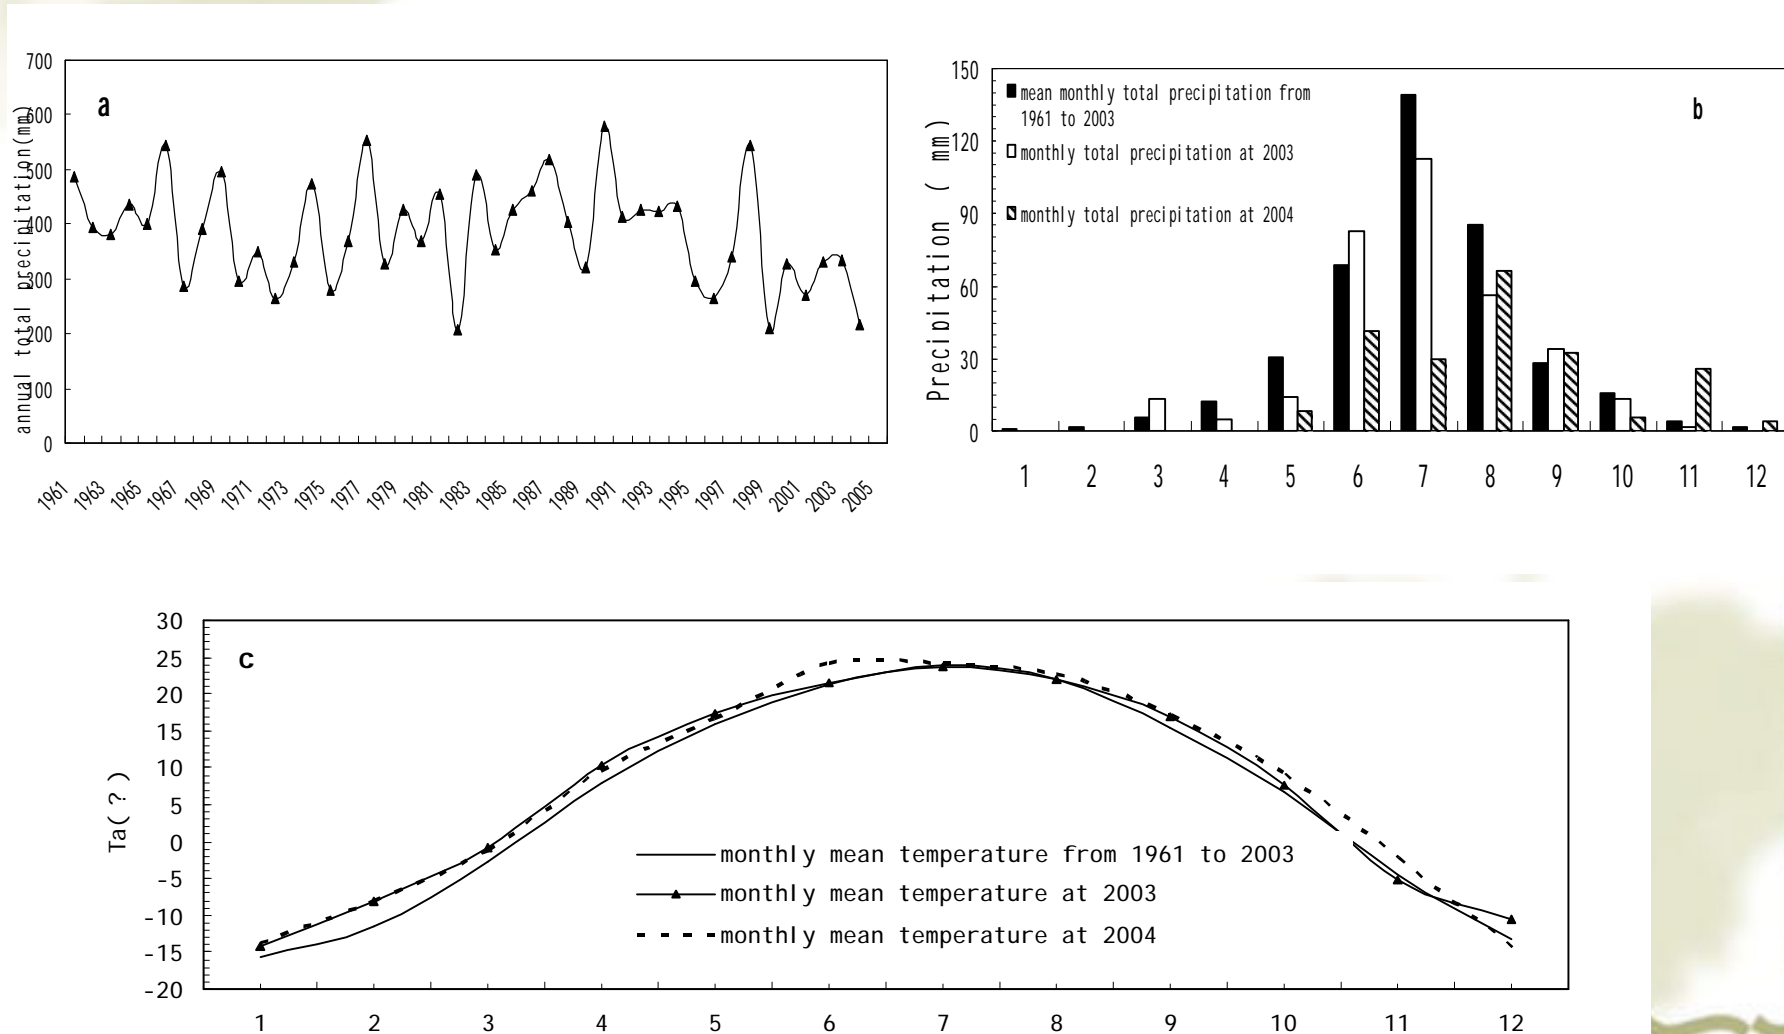 a
annual total precipitation(mm)
700
600
500
400
300
200
100
0
1961 1963 1965 1967 1969 1971 1973 1975 1977 1979 1981 1983 1985 1987 1989 1991 1993 1995 1997 1999 2001 2003 2005
b
Precipitation ( mm)
150
120
90
60
30
0
mean monthly total precipitation from
1961 to 2003
monthly total precipitation at 2003
monthly total precipitation at 2004
1 2 3 4 5 6 7 8 9 10 11 12
c
Ta(?)
30
25
20
15
10
5
0
-5
-10
-15
-20
monthly mean temperature from 1961 to 2003
monthly mean temperature at 2003
monthly mean temperature at 2004
1 2 3 4 5 6 7 8 9 10 11 12